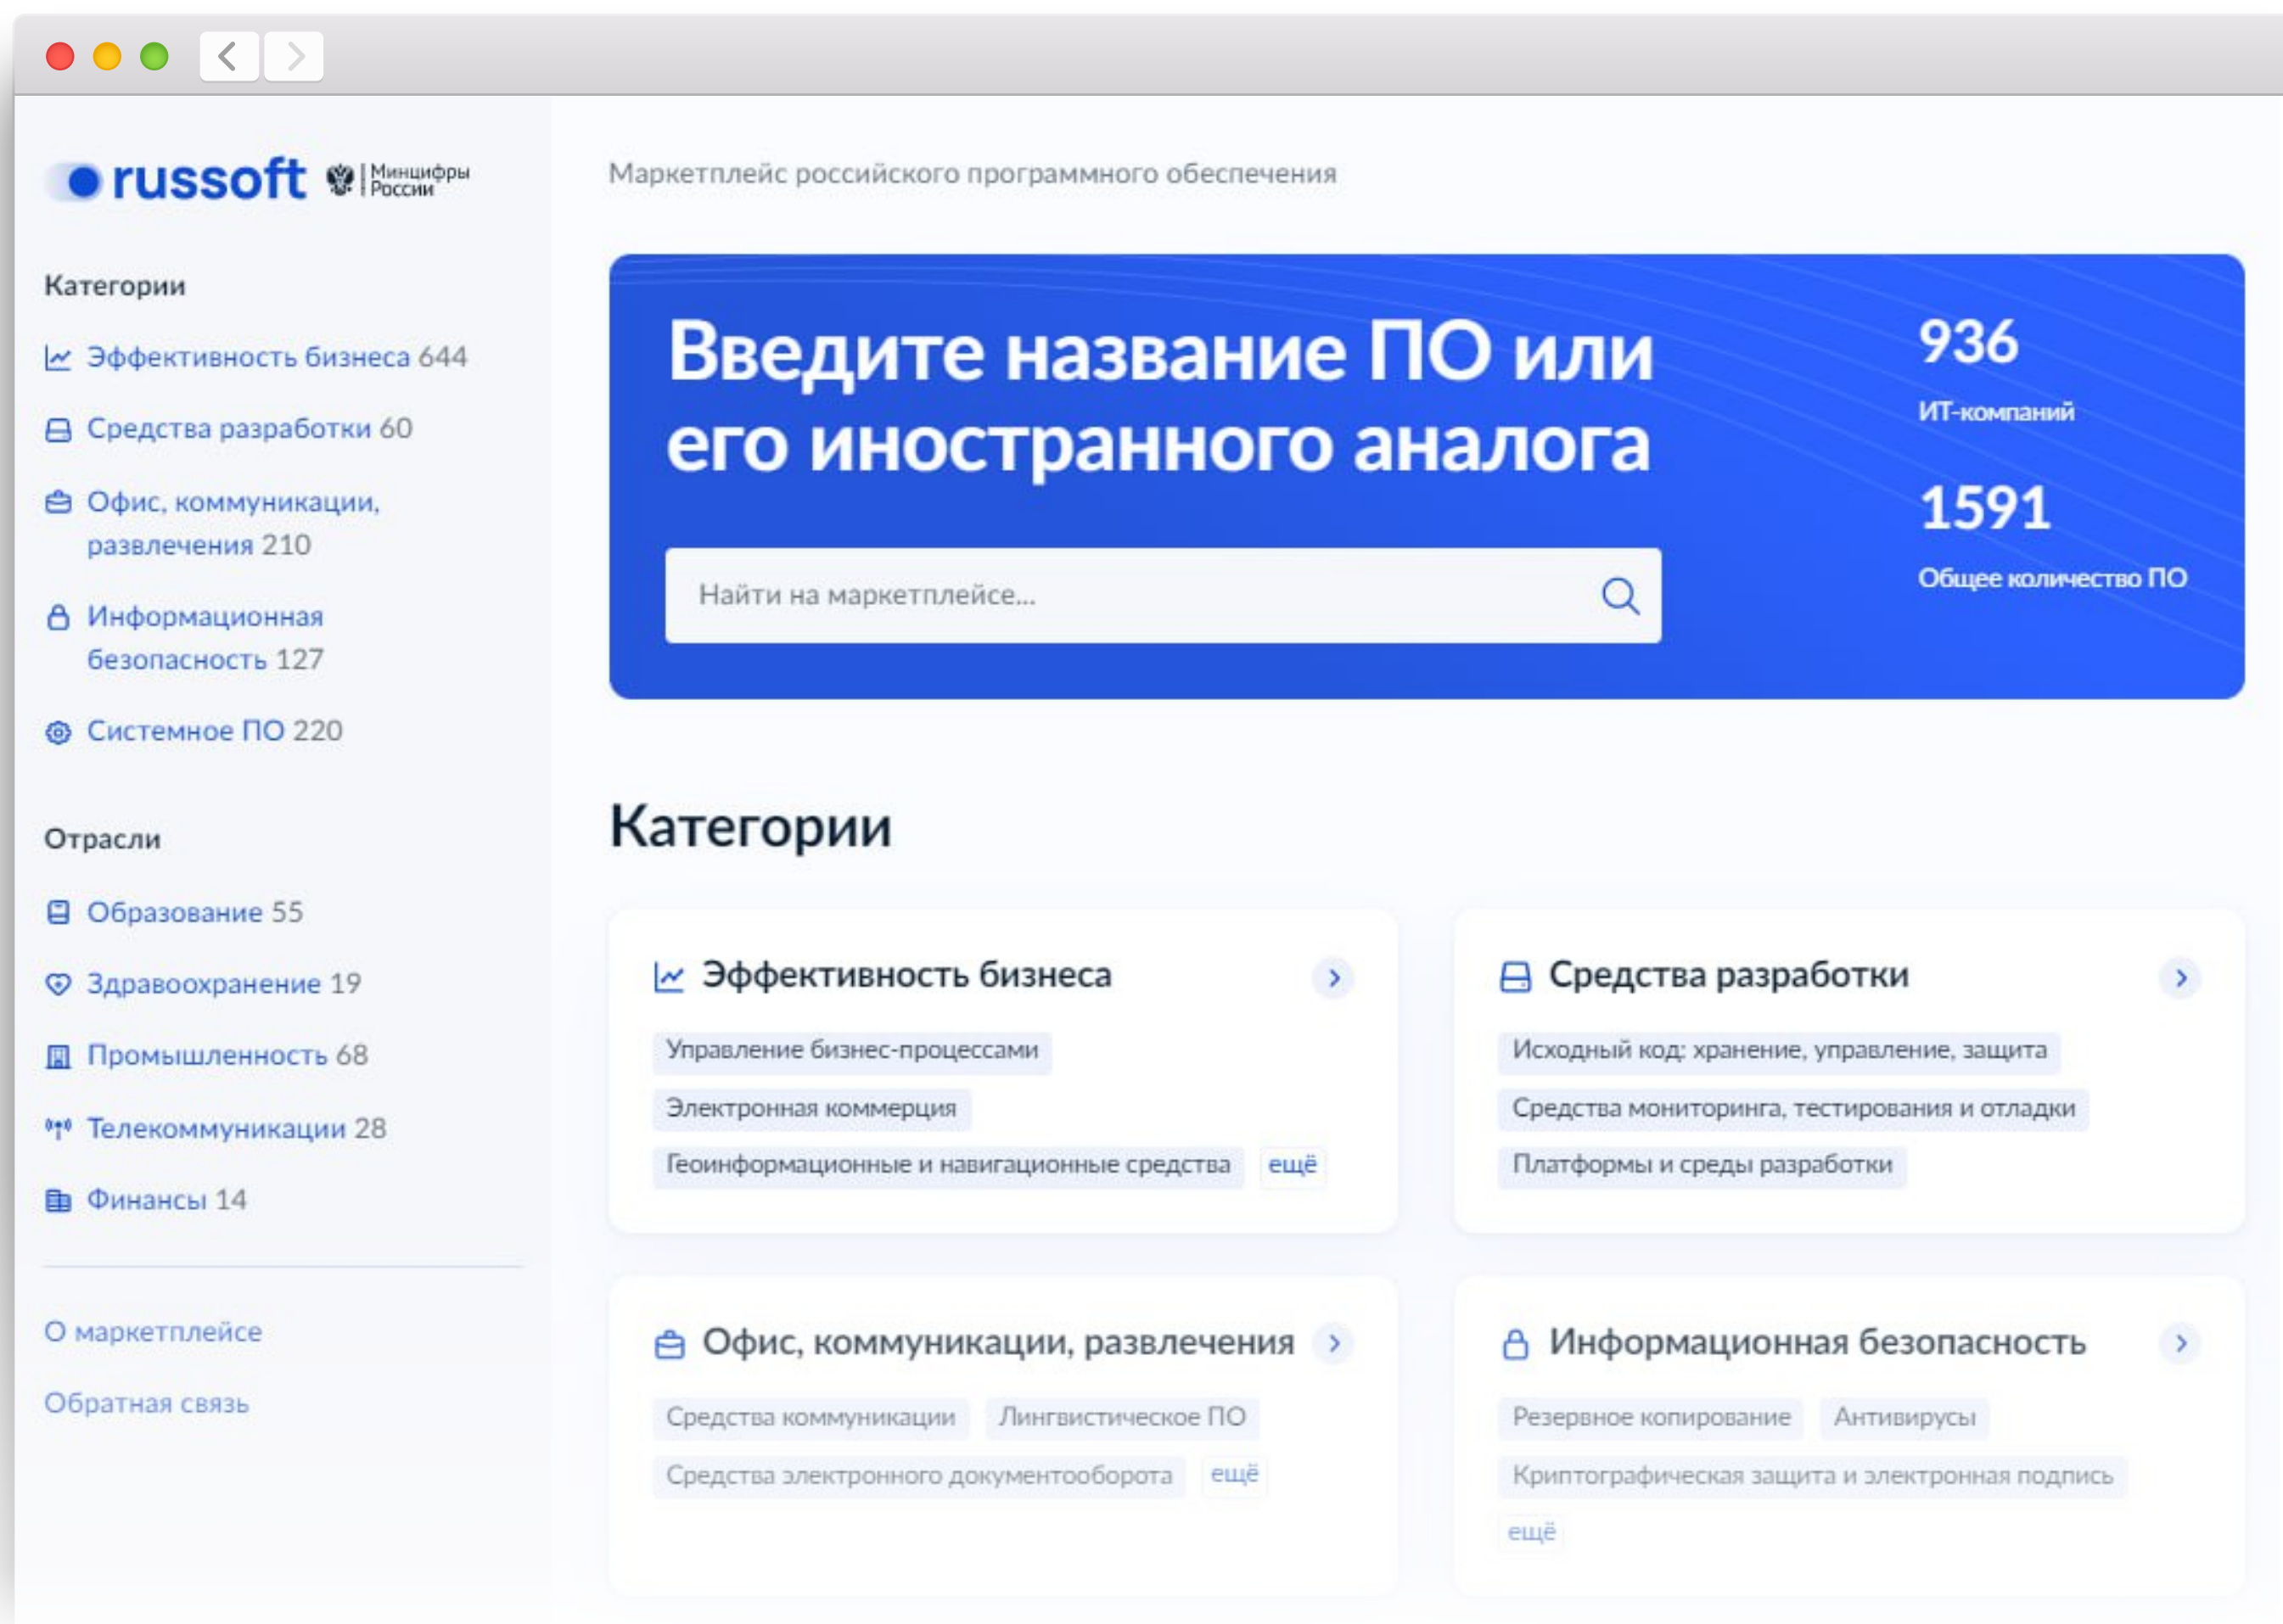 russoft
Минцифры
России
Категории
Эффективность бизнеса 644
Средства разработки 60
Офис, коммуникации,
развлечения 210
Информационная
безопасность 127
Системное ПО 220
Отрасли
Образование 55
Здравоохранение 19
Промышленность 68
Телекоммуникации 28
Финансы 14
О маркетплейсе
Обратная связь
Маркетплейс российского программного обеспечения
Введите название ПО или
его иностранного аналога
Найти на маркетплейсе...
936
ИТ-компаний
1591
Общее количество ПО
Категории
Эффективность бизнеса
Управление бизнес-процессами
Электронная коммерция
Геоинформационные и навигационные средства ещё
Средства разработки
Исходный код: хранение, управление, защита
Средства мониторинга, тестирования и отладки
Платформы и среды разработки
Офис, коммуникации, развлечения
Средства коммуникации Лингвистическое ПО
Средства электронного документооборота ещё
Информационная безопасность
Резервное копирование Антивирусы
Криптографическая защита и электронная подпись
ещё